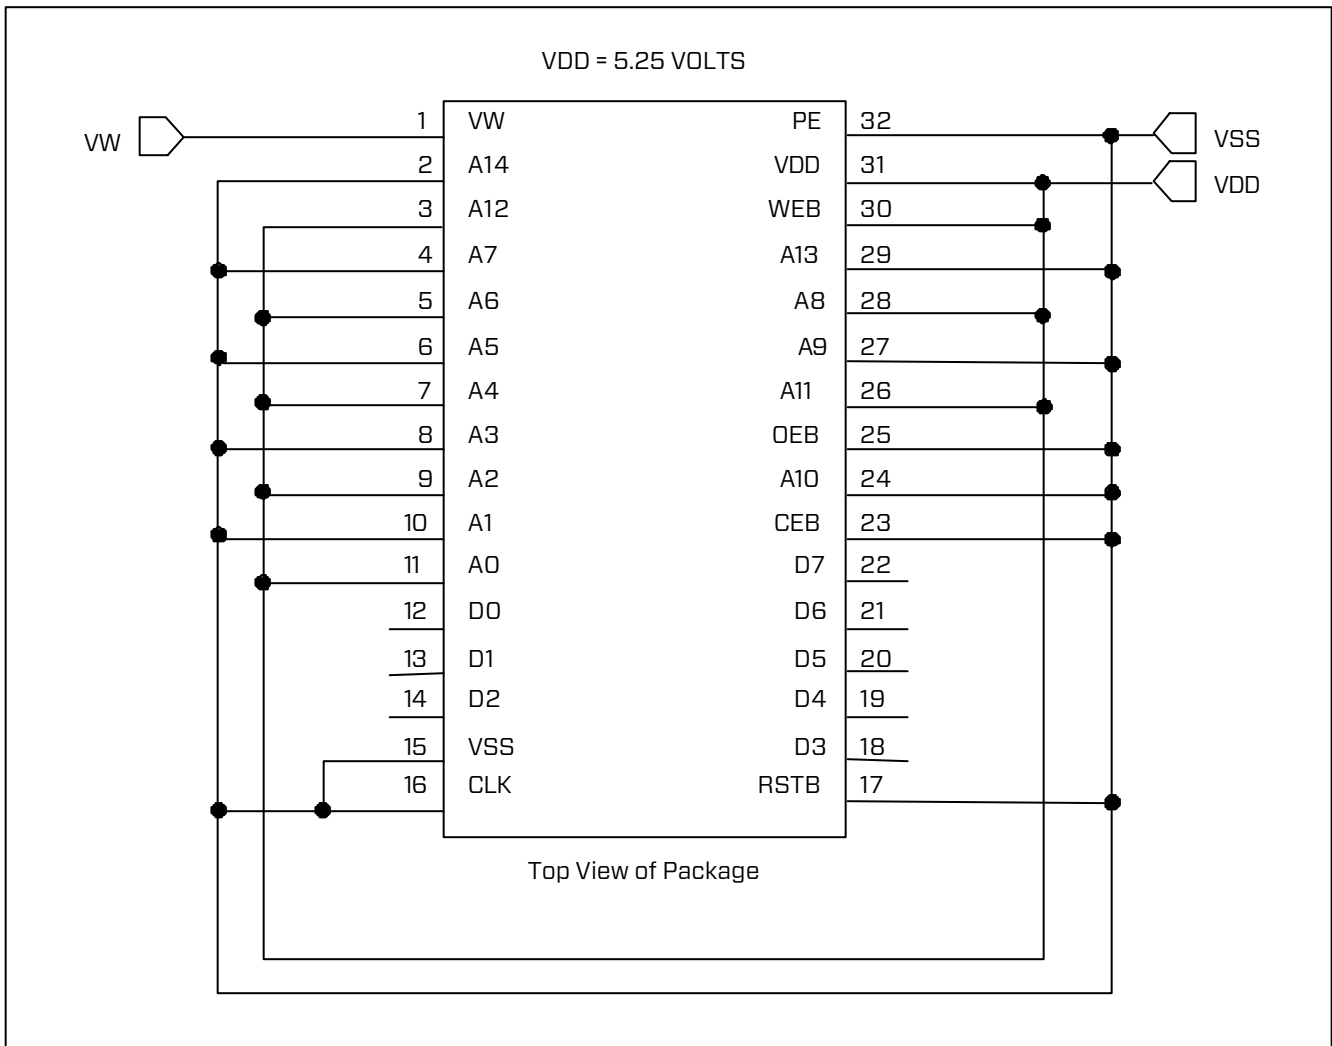 VDD = 5.25 VOLTS
VW
1 VW PE 32
VSS
2 A14 VDD 31
VDD
3 A12 WEB 30
4 A7 A13 29
5 A6 A8 28
6 A5 A9 27
7 A4 A11 26
8 A3 OEB 25
9 A2 A10 24
10 A1 CEB 23
11 A0 D7 22
12 D0 D6 21
13 D1 D5 20
14 D2 D4 19
15 VSS D3 18
16 CLK RSTB 17
Top View of Package